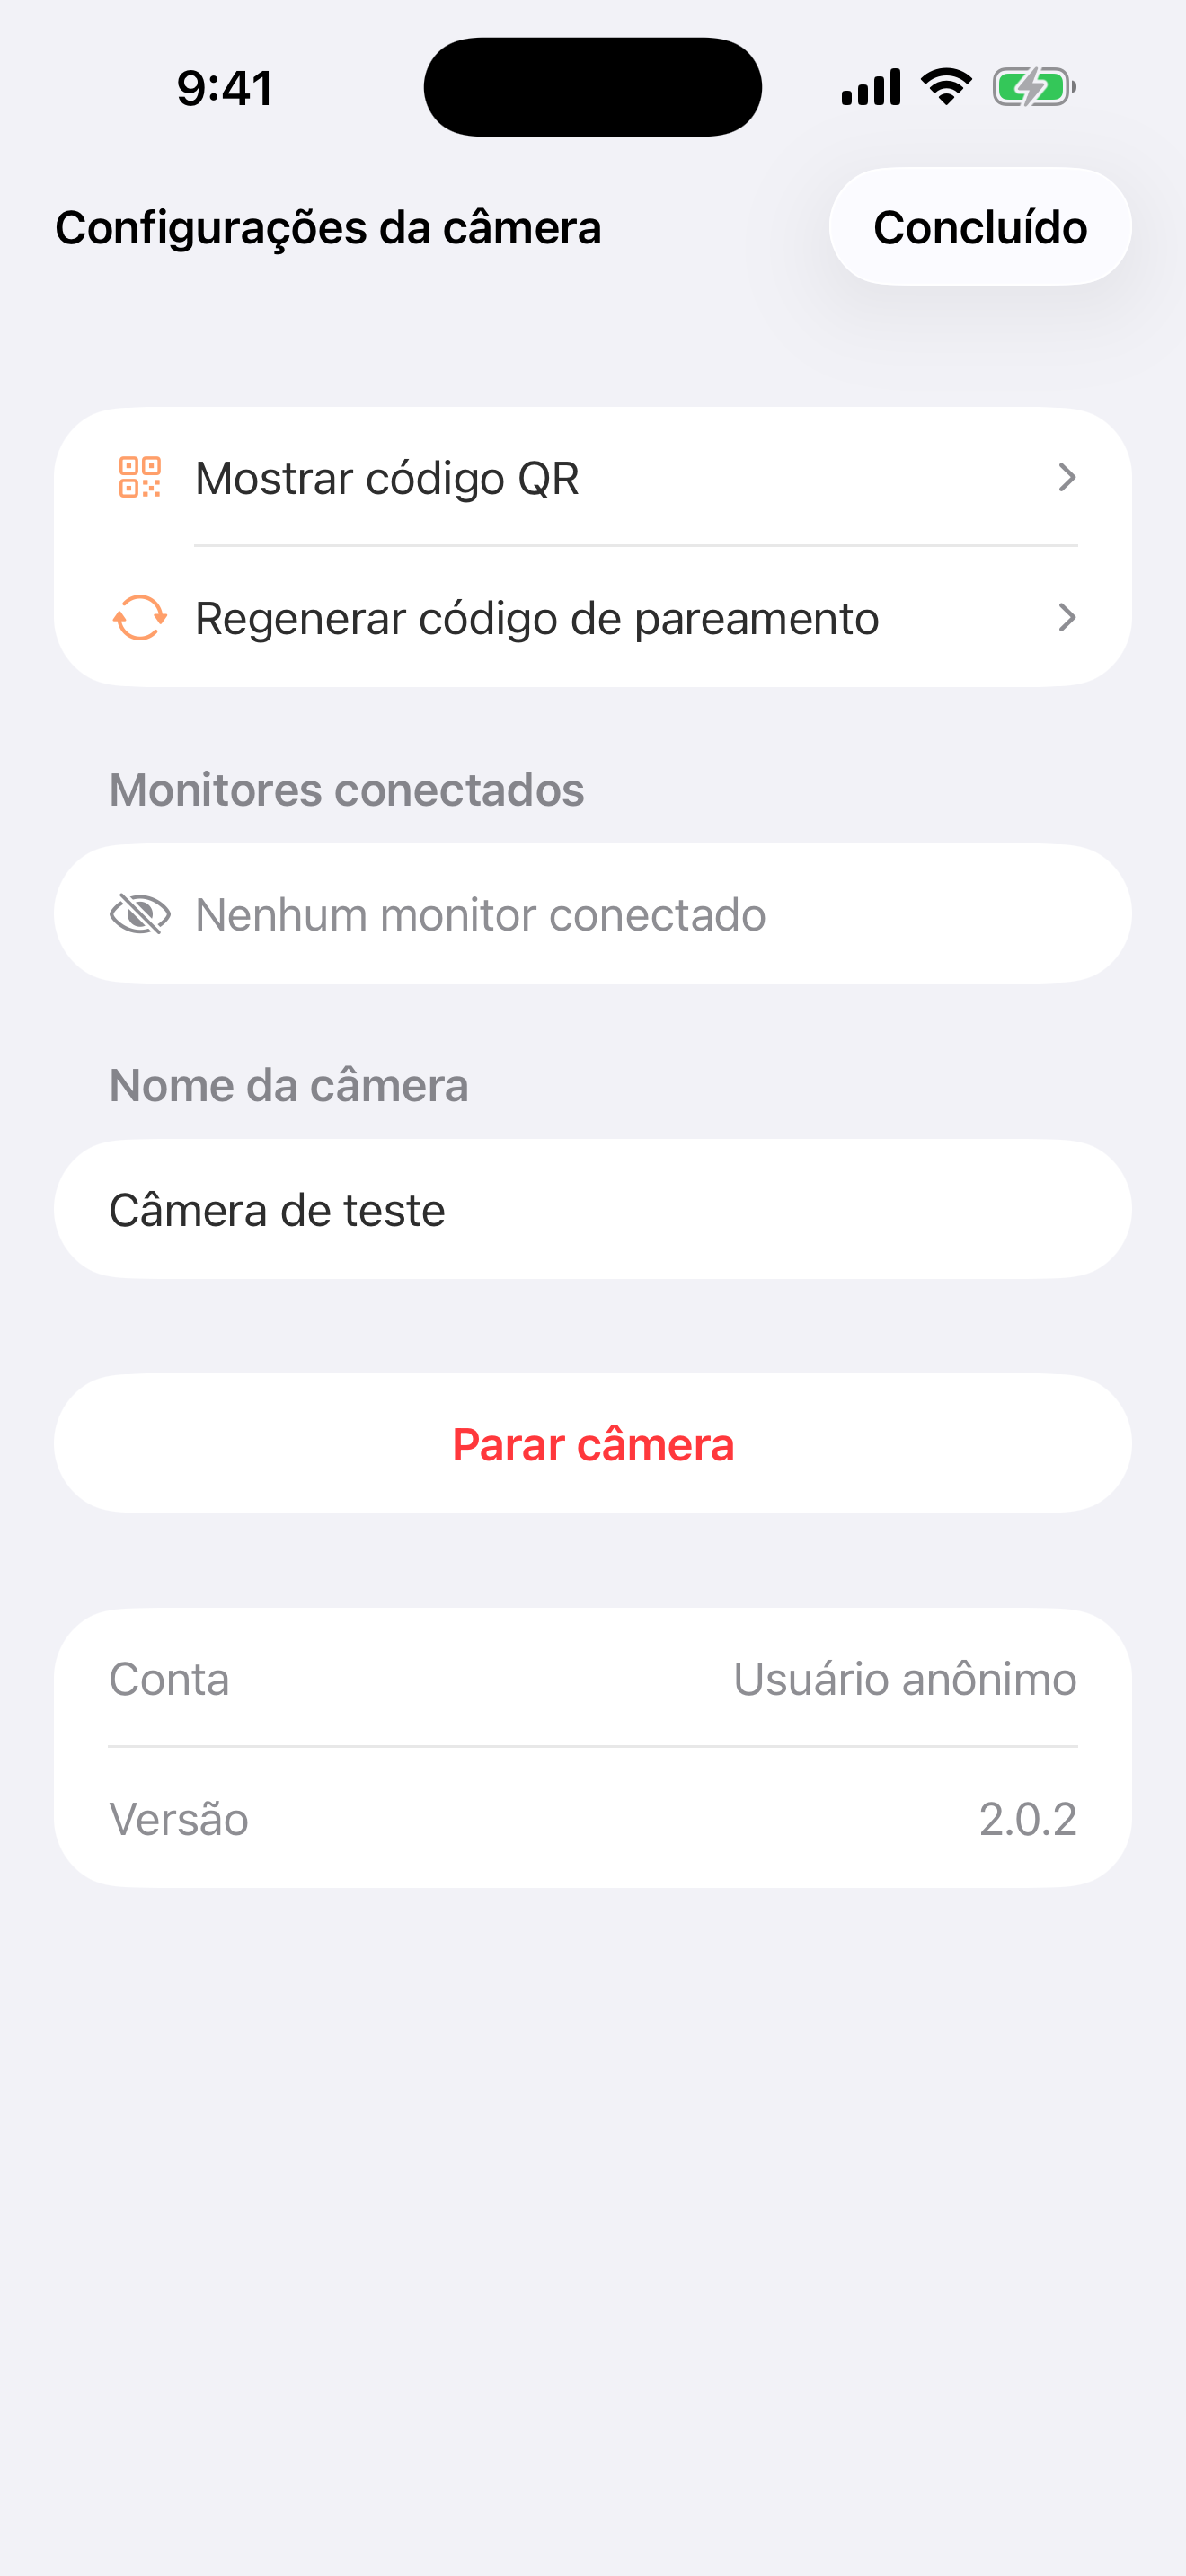 9:41
Configurações da câmera
Concluído
Mostrar código QR
Regenerar código de pareamento
Monitores conectados
Nenhum monitor conectado
Nome da câmera
Câmera de teste
Parar câmera
Conta
Usuário anônimo
Versão
2.0.2